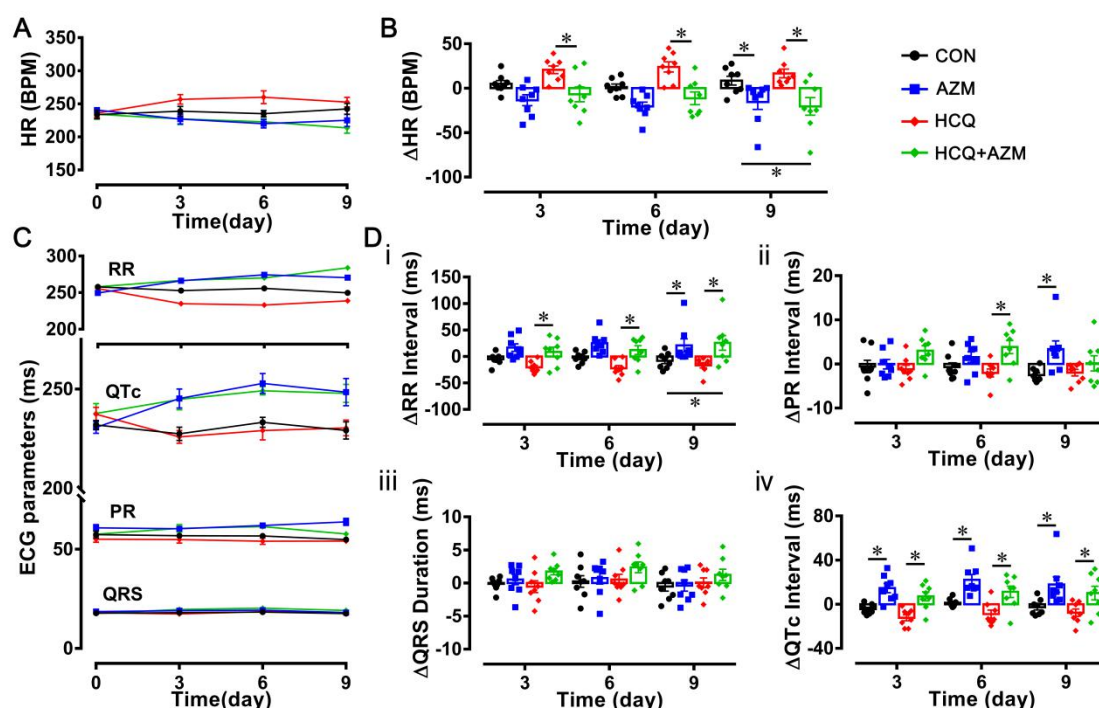 A
HR (BPM)
350
300
250
200
150
0 3 6 9
Time(day)
B
ΔHR (BPM)
50
0
-50
-100
* * * *
*
3 6 9
Time (day)
CON
AZM
HCQ
HCQ+AZM
C
ECG parameters (ms)
300
RR
250
200
QTc
250
200
PR
50
QRS
0
0 3 6 9
Time(day)
D
i
ΔRR Interval (ms)
150
100
50
0
-50
-100
* * * *
*
3 6 9
Time (day)
ii
ΔPR Interval (ms)
20
10
0
-10
* *
3 6 9
Time (day)
iii
ΔQRS Duration (ms)
10
5
0
-5
-10
3 6 9
Time (day)
iv
ΔQTc Interval (ms)
80
40
0
-40
* * * * * *
3 6 9
Time (day)